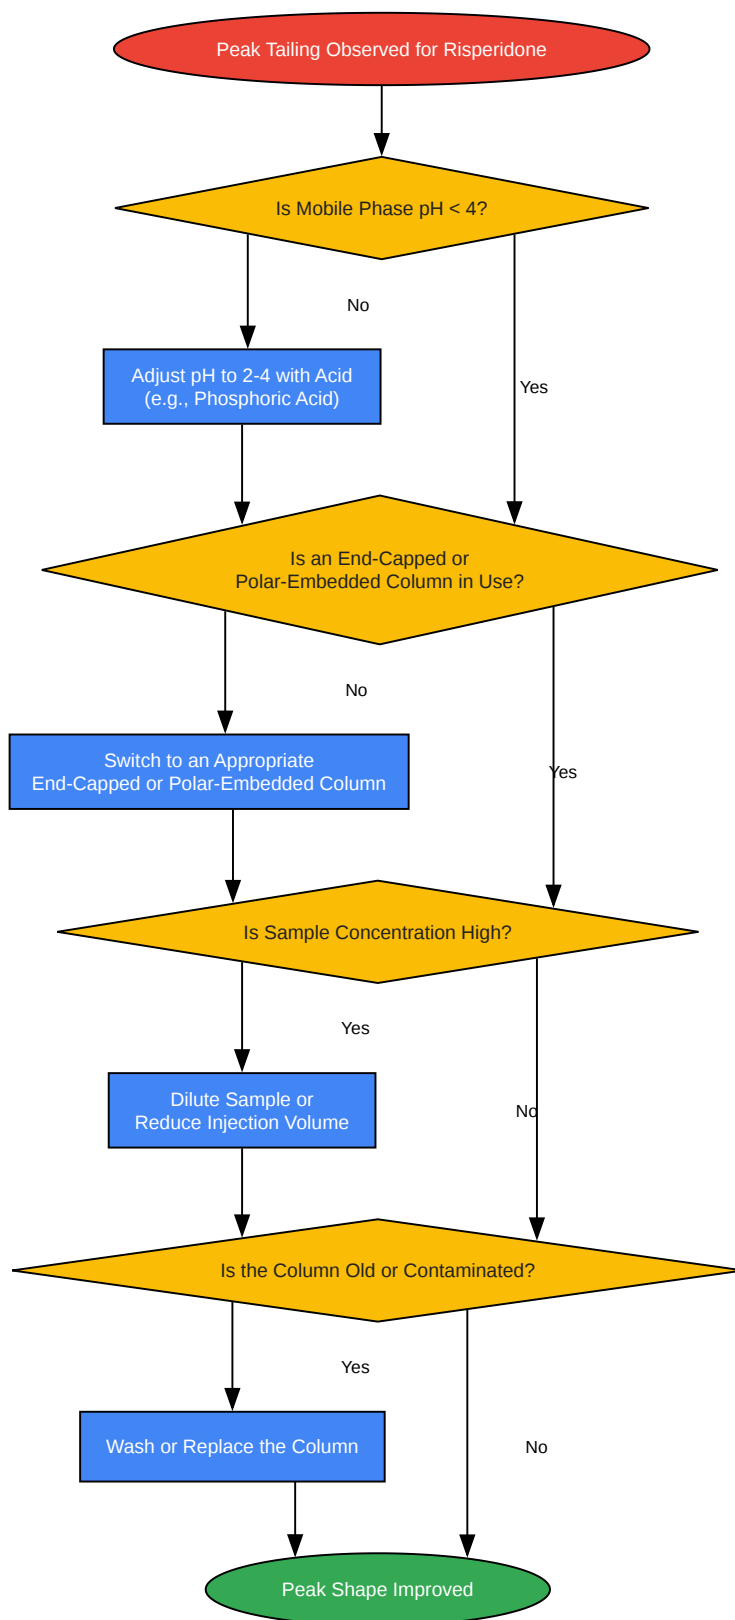 Peak Tailing Observed for Risperidone
Is Mobile Phase pH < 4?
No
Adjust pH to 2-4 with Acid
(e.g., Phosphoric Acid)
Yes
Is an End-Capped or
Polar-Embedded Column in Use?
No
Switch to an Appropriate
End-Capped or Polar-Embedded Column
Yes
Is Sample Concentration High?
Yes
Dilute Sample or
Reduce Injection Volume
No
Is the Column Old or Contaminated?
Yes
Wash or Replace the Column
No
Peak Shape Improved